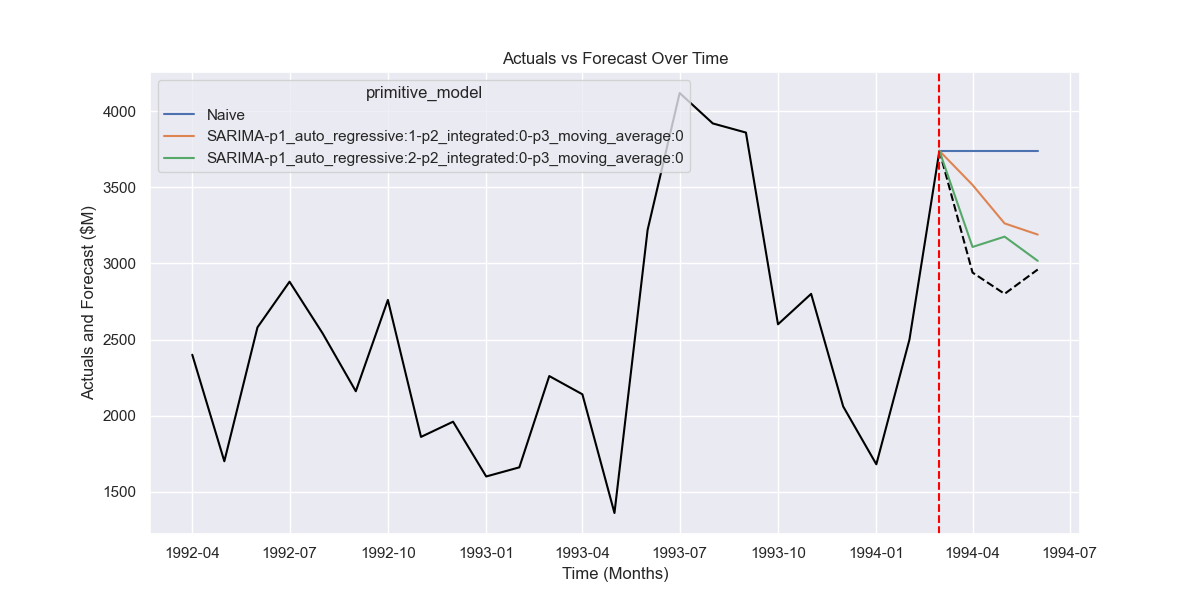 Actuals vs Forecast Over Time
primitive_model
Naive
SARIMA-p1_auto_regressive:1-p2_integrated:0-p3_moving_average:0
SARIMA-p1_auto_regressive:2-p2_integrated:0-p3_moving_average:0
Actuals and Forecast ($M)
4000
3500
3000
2500
2000
1500
1992-04 1992-07 1992-10 1993-01 1993-04 1993-07 1993-10 1994-01 1994-04 1994-07
Time (Months)